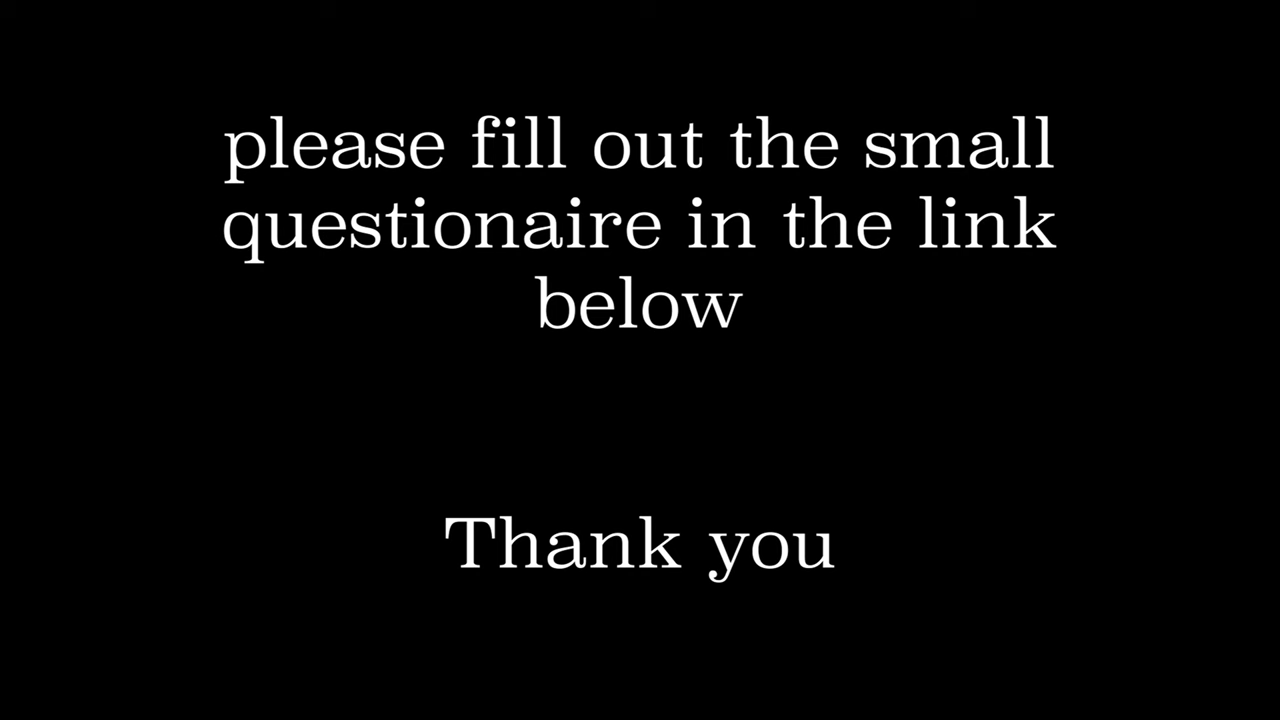 please fill out the small
questionaire in the link
below
Thank you